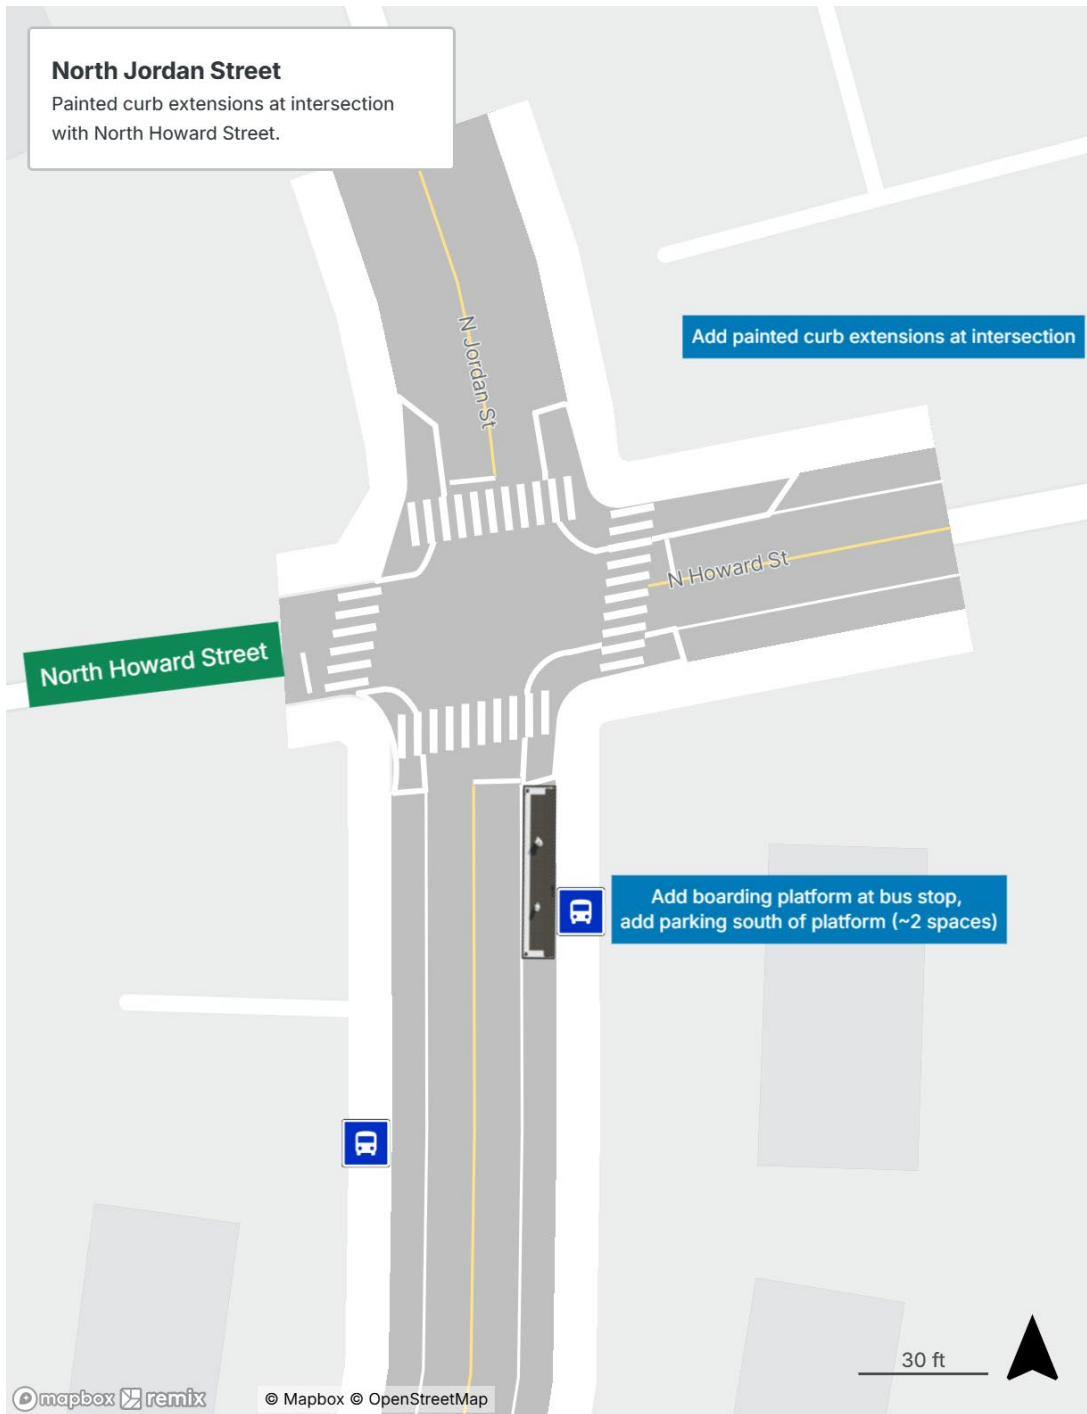 North Jordan Street
Painted curb extensions at intersection
with North Howard Street.
Add painted curb extensions at intersection
N Jordan St
N Howard St
North Howard Street
Add boarding platform at bus stop,
add parking south of platform (~2 spaces)
30 ft
mapbox remix
© Mapbox © OpenStreetMap